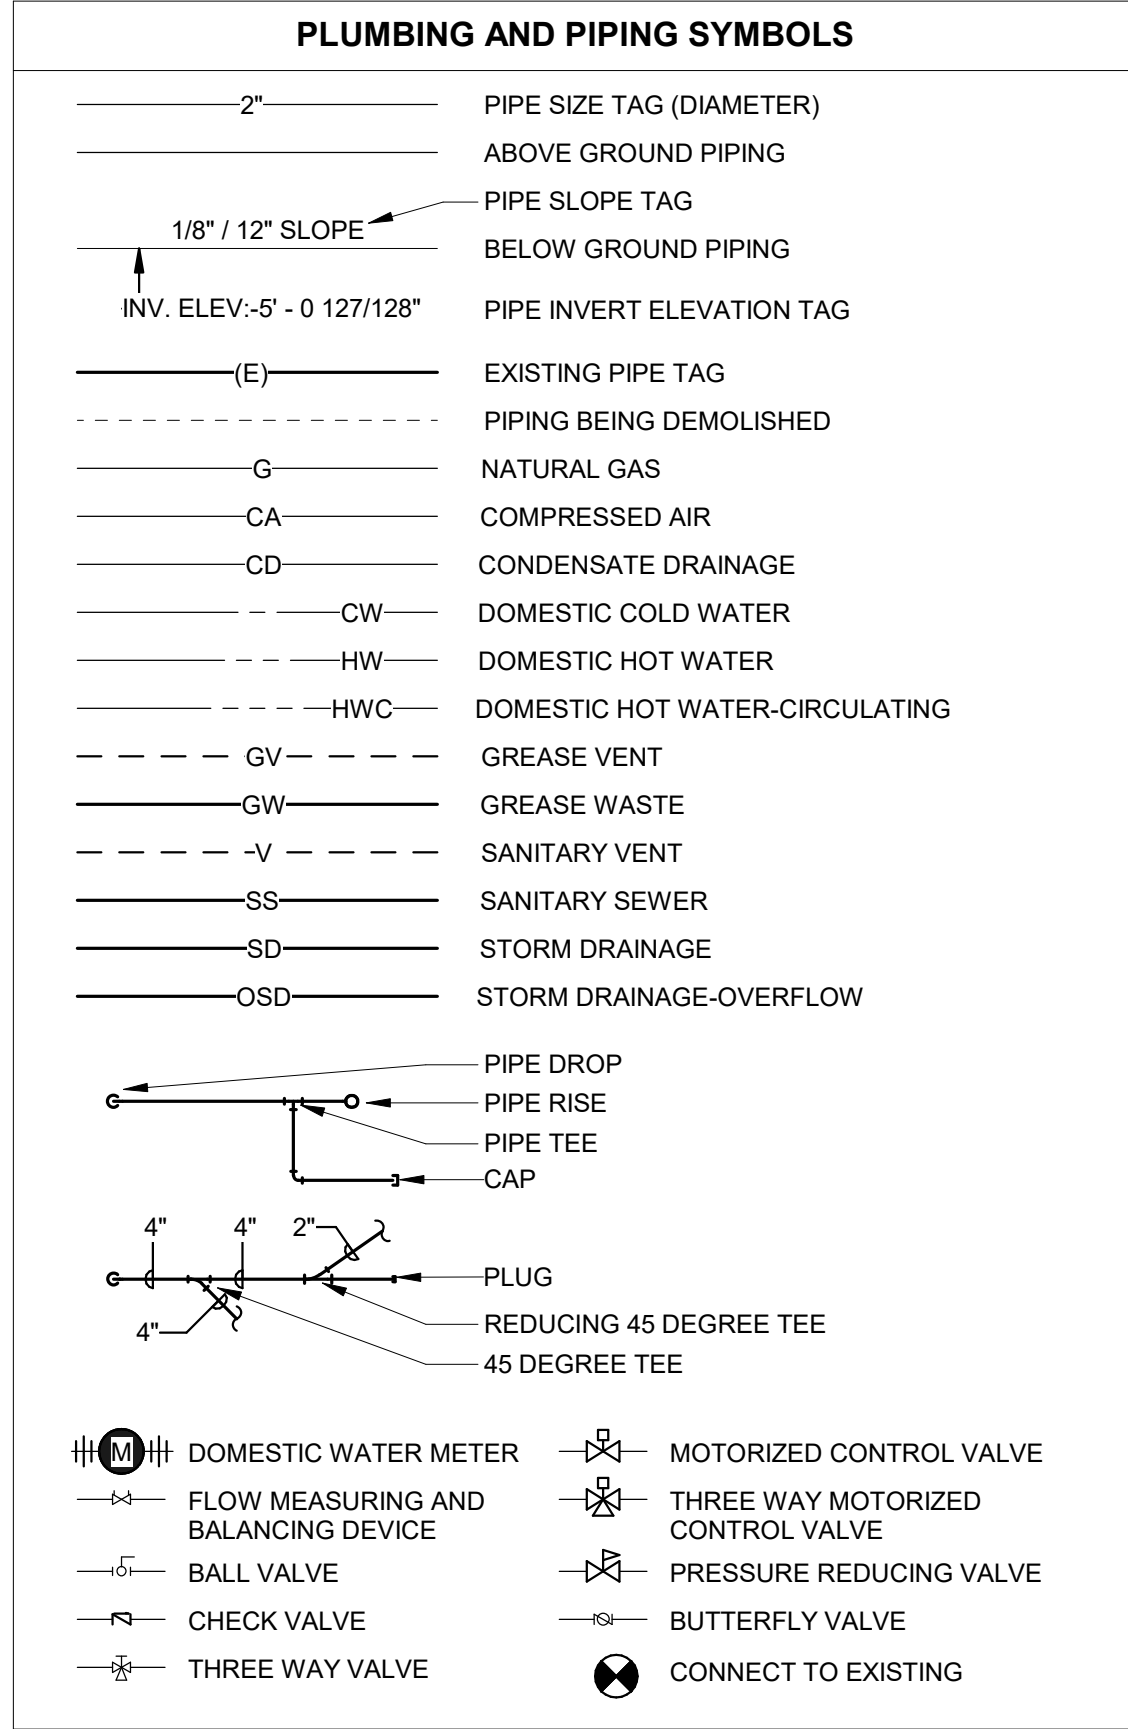 PLUMBING AND PIPING SYMBOLS
2" PIPE SIZE TAG (DIAMETER)
ABOVE GROUND PIPING
PIPE SLOPE TAG
1/8" / 12" SLOPE
BELOW GROUND PIPING
INV. ELEV:-5' - 0 127/128" PIPE INVERT ELEVATION TAG
(E) EXISTING PIPE TAG
PIPING BEING DEMOLISHED
G NATURAL GAS
CA COMPRESSED AIR
CD CONDENSATE DRAINAGE
CW DOMESTIC COLD WATER
HW DOMESTIC HOT WATER
HWC DOMESTIC HOT WATER-CIRCULATING
GV GREASE VENT
GW GREASE WASTE
V SANITARY VENT
SS SANITARY SEWER
SD STORM DRAINAGE
OSD STORM DRAINAGE-OVERFLOW
PIPE DROP
PIPE RISE
PIPE TEE
CAP
4" 4" 2"
PLUG
4" REDUCING 45 DEGREE TEE
45 DEGREE TEE
M DOMESTIC WATER METER
FLOW MEASURING AND
BALANCING DEVICE
BALL VALVE
CHECK VALVE
THREE WAY VALVE
MOTORIZED CONTROL VALVE
THREE WAY MOTORIZED
CONTROL VALVE
PRESSURE REDUCING VALVE
BUTTERFLY VALVE
CONNECT TO EXISTING